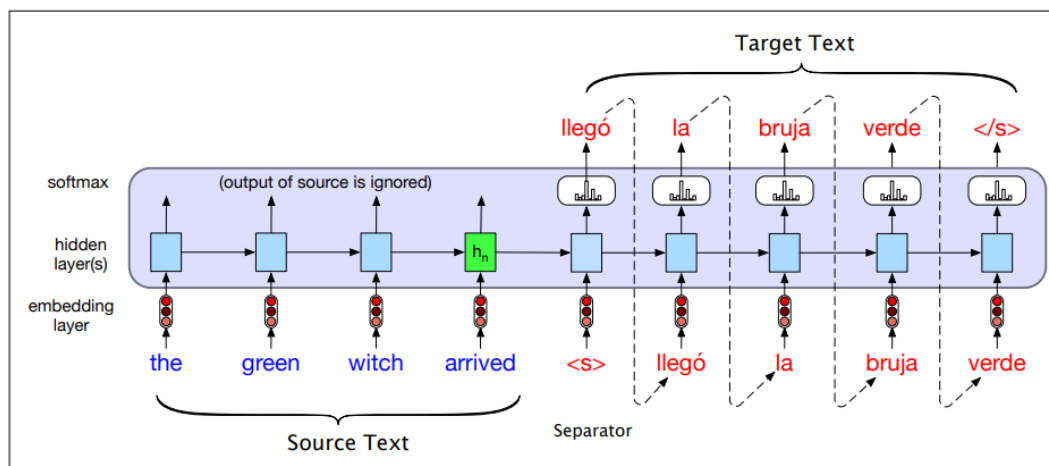 Target Text
llegó la bruja verde </s>
softmax (output of source is ignored)
hidden layer(s) hₙ
embedding layer
the green witch arrived <s> llegó la bruja verde
Separator
Source Text